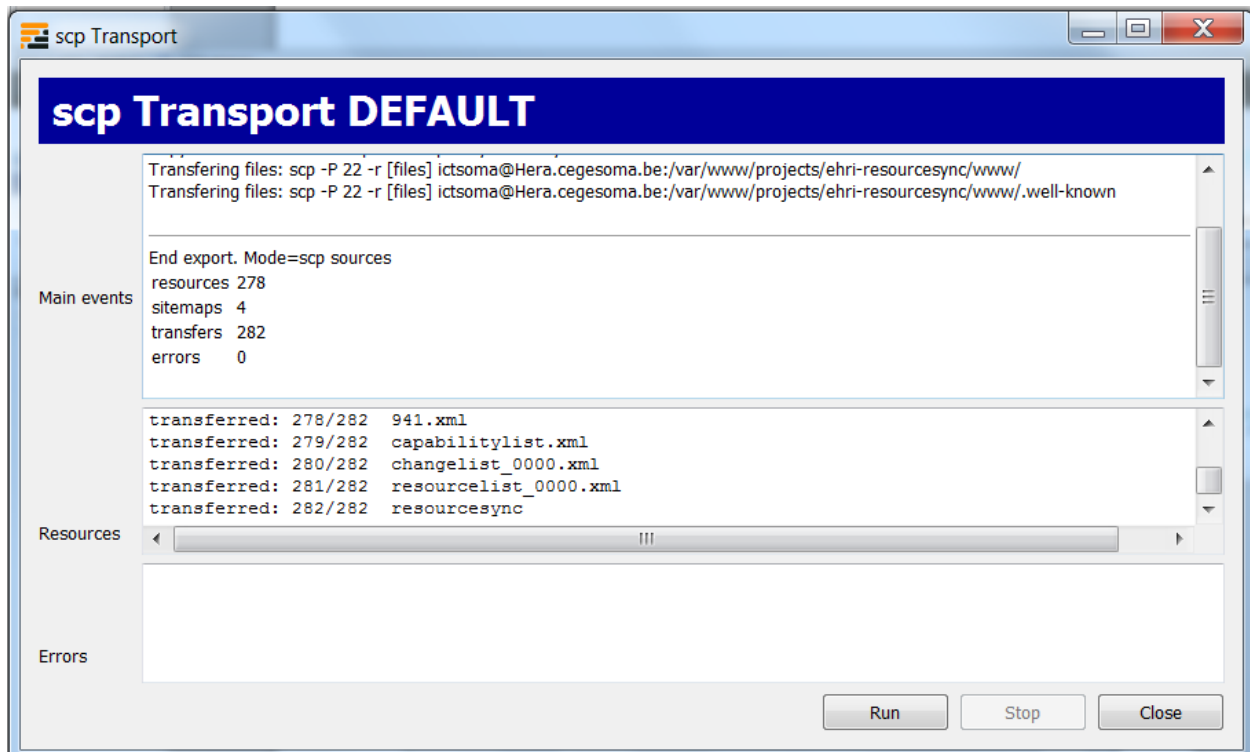 scp Transport
scp Transport DEFAULT
Transfering files: scp -P 22 -r [files] ictsoma@Hera.cegesoma.be:/var/www/projects/ehri-resourcesync/www/
Transfering files: scp -P 22 -r [files] ictsoma@Hera.cegesoma.be:/var/www/projects/ehri-resourcesync/www/.well-known
End export. Mode=scp sources
resources 278
Main events
sitemaps 4
transfers 282
errors 0
transferred: 278/282 941.xml
transferred: 279/282 capabilitylist.xml
transferred: 280/282 changelist_0000.xml
transferred: 281/282 resourcelist_0000.xml
transferred: 282/282 resourcesync
Resources
Errors
Run Stop Close